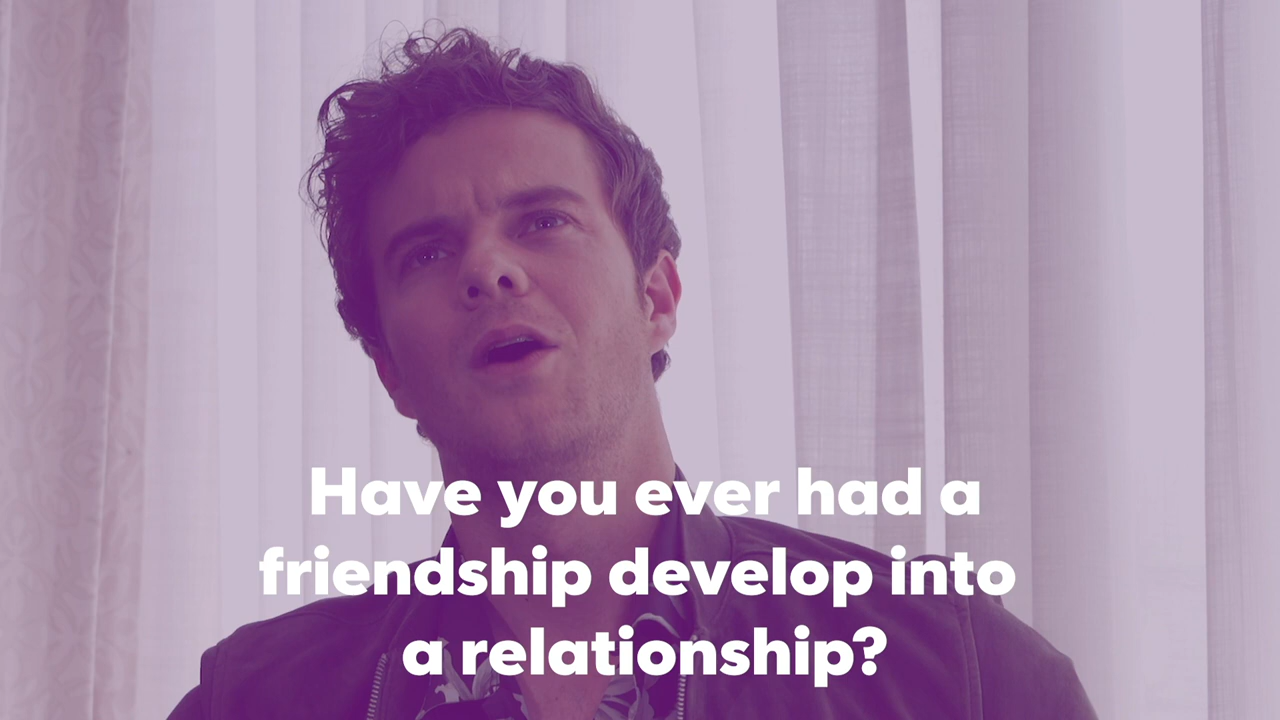 Have you ever had a
friendship develop into
a relationship?